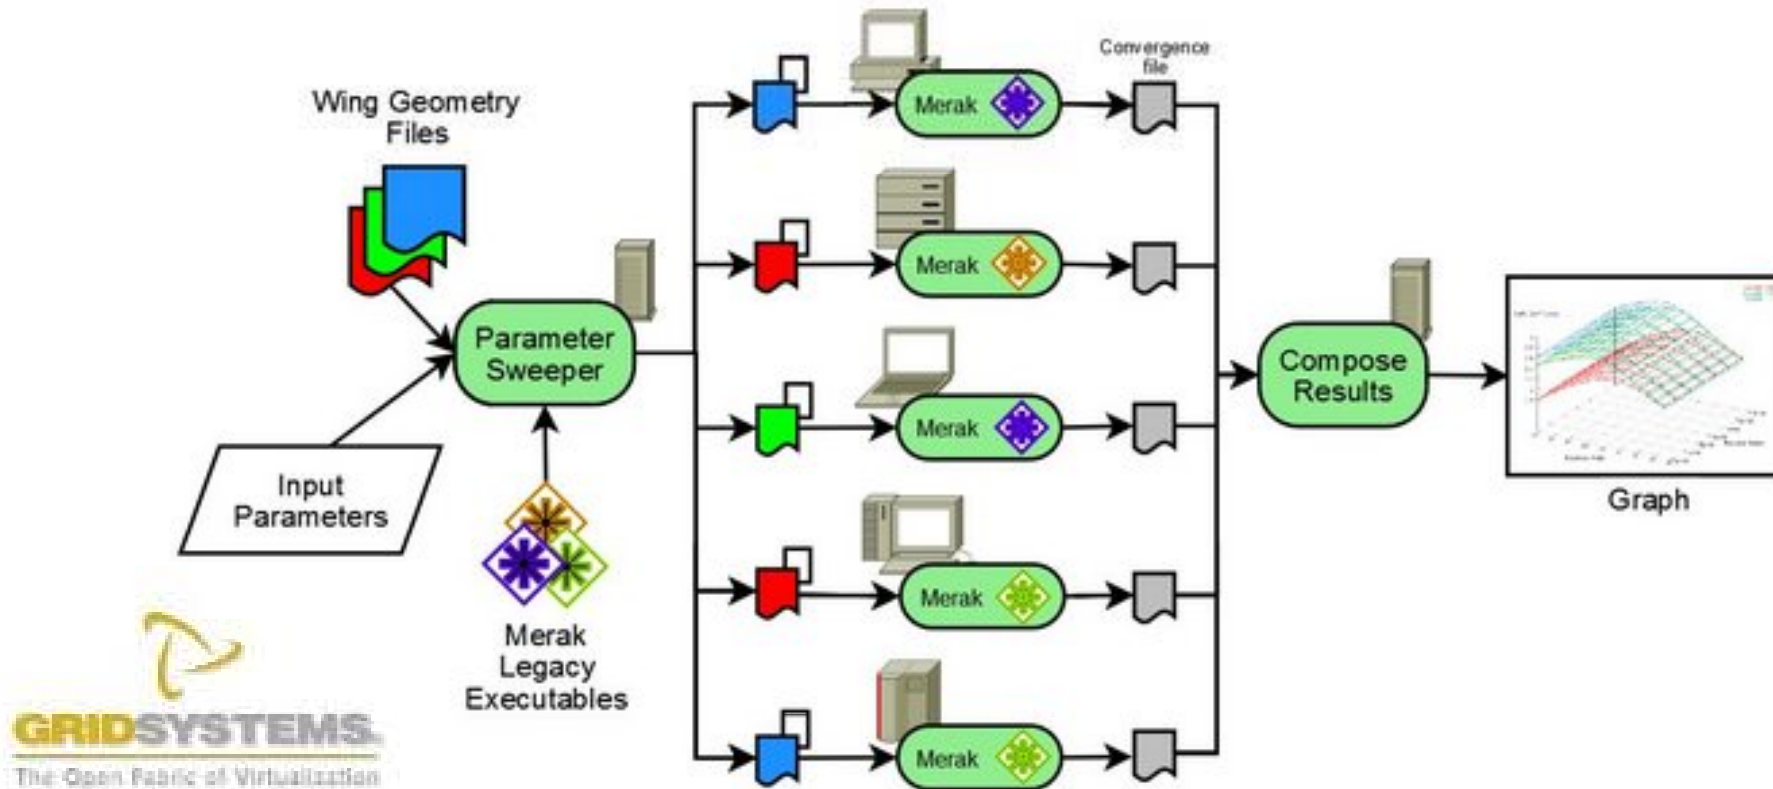 Wing Geometry
Files
Input
Parameters
Parameter
Sweeper
Merak
Legacy
Executables
Convergence
file
Merak
Merak
Merak
Merak
Merak
Compose
Results
Graph
GRIDSYSTEMS
The Open Fabric of Virtualization